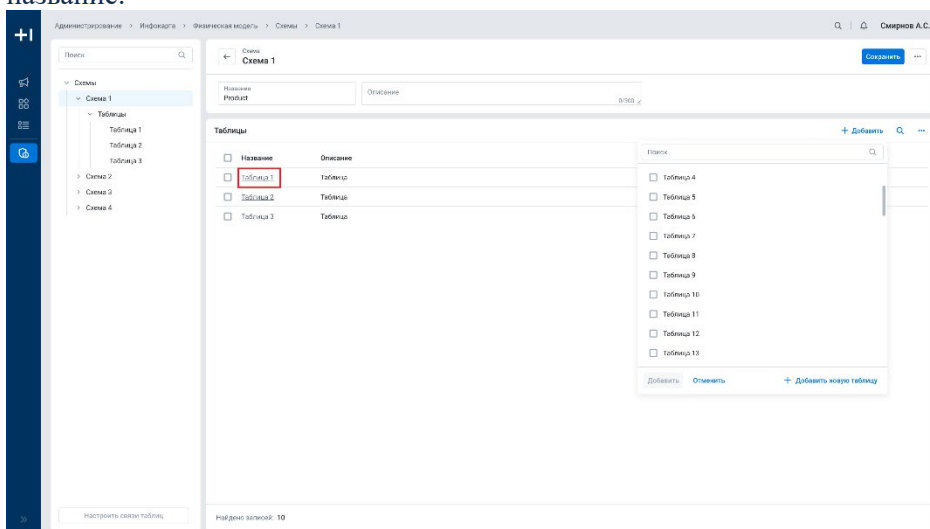 название.
Администрирование > Инфокарта > Физическая модель > Схемы > Схема 1
Смирнов А.С.
Поиск
Схемы
Схема 1
Таблицы
Таблица 1
Таблица 2
Таблица 3
Схема 2
Схема 3
Схема 4
Настроить связи таблиц
Схема
Схема 1
Сохранить
Название
Product
Описание
0/300
Таблицы
+ Добавить
Название Описание
Таблица 1 Таблица
Таблица 2 Таблица
Таблица 3 Таблица
Поиск
Таблица 4
Таблица 5
Таблица 6
Таблица 7
Таблица 8
Таблица 9
Таблица 10
Таблица 11
Таблица 12
Таблица 13
Добавить Отменить + Добавить новую таблицу
Найдено записей: 10